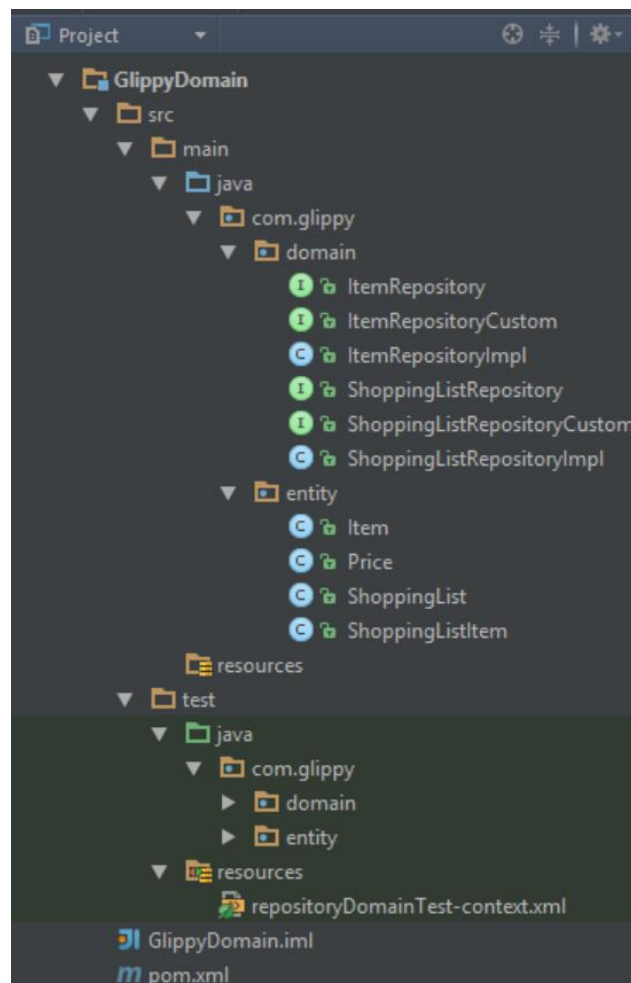 Project
GlippyDomain
src
main
java
com.glippy
domain
I ItemRepository
I ItemRepositoryCustom
C ItemRepositoryImpl
I ShoppingListRepository
I ShoppingListRepositoryCustom
C ShoppingListRepositoryImpl
entity
C Item
C Price
C ShoppingList
C ShoppingListItem
resources
test
java
com.glippy
domain
entity
resources
repositoryDomainTest-context.xml
GlippyDomain.iml
m pom.xml